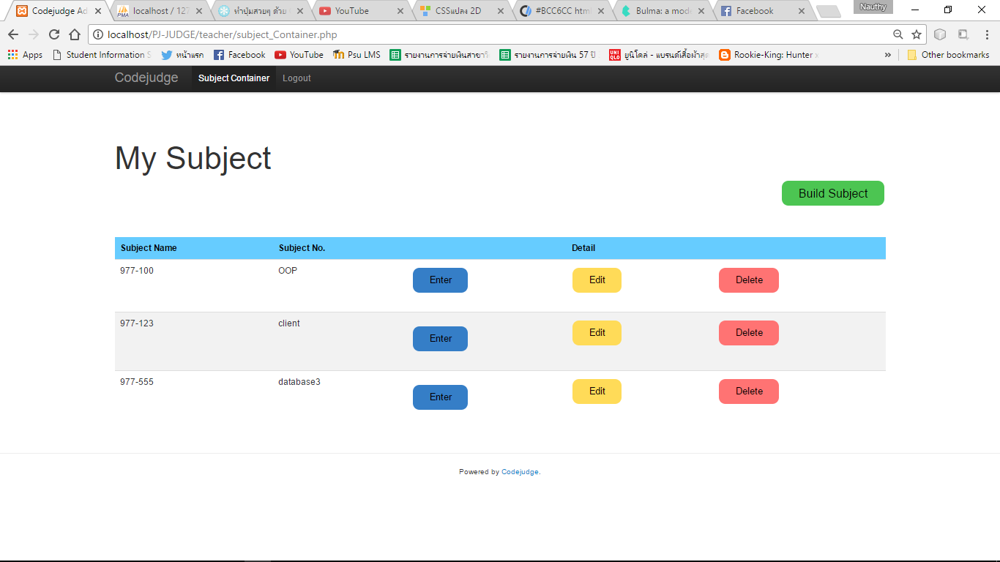 Codejudge Ad
localhost / 127
ทำปุ่มสวยๆ ด้วย
YouTube
CSSแปลง 2D
#BCC6CC html
Bulma: a mode
Facebook
Nauthy
localhost/PJ-JUDGE/teacher/subject_Container.php
Apps
Student Information S
หน้าแรก
Facebook
YouTube
Psu LMS
รายงานการจ่ายเงินสาขาวิ
รายงานการจ่ายเงิน 57 ปี
ยูนิโคล่ - แบรนด์เสื้อผ้าสุด
Rookie-King: Hunter x
Other bookmarks
Codejudge
Subject Container
Logout
My Subject
Build Subject
Subject Name Subject No. Detail
977-100 OOP Enter Edit Delete
977-123 client Enter Edit Delete
977-555 database3 Enter Edit Delete
Powered by Codejudge.